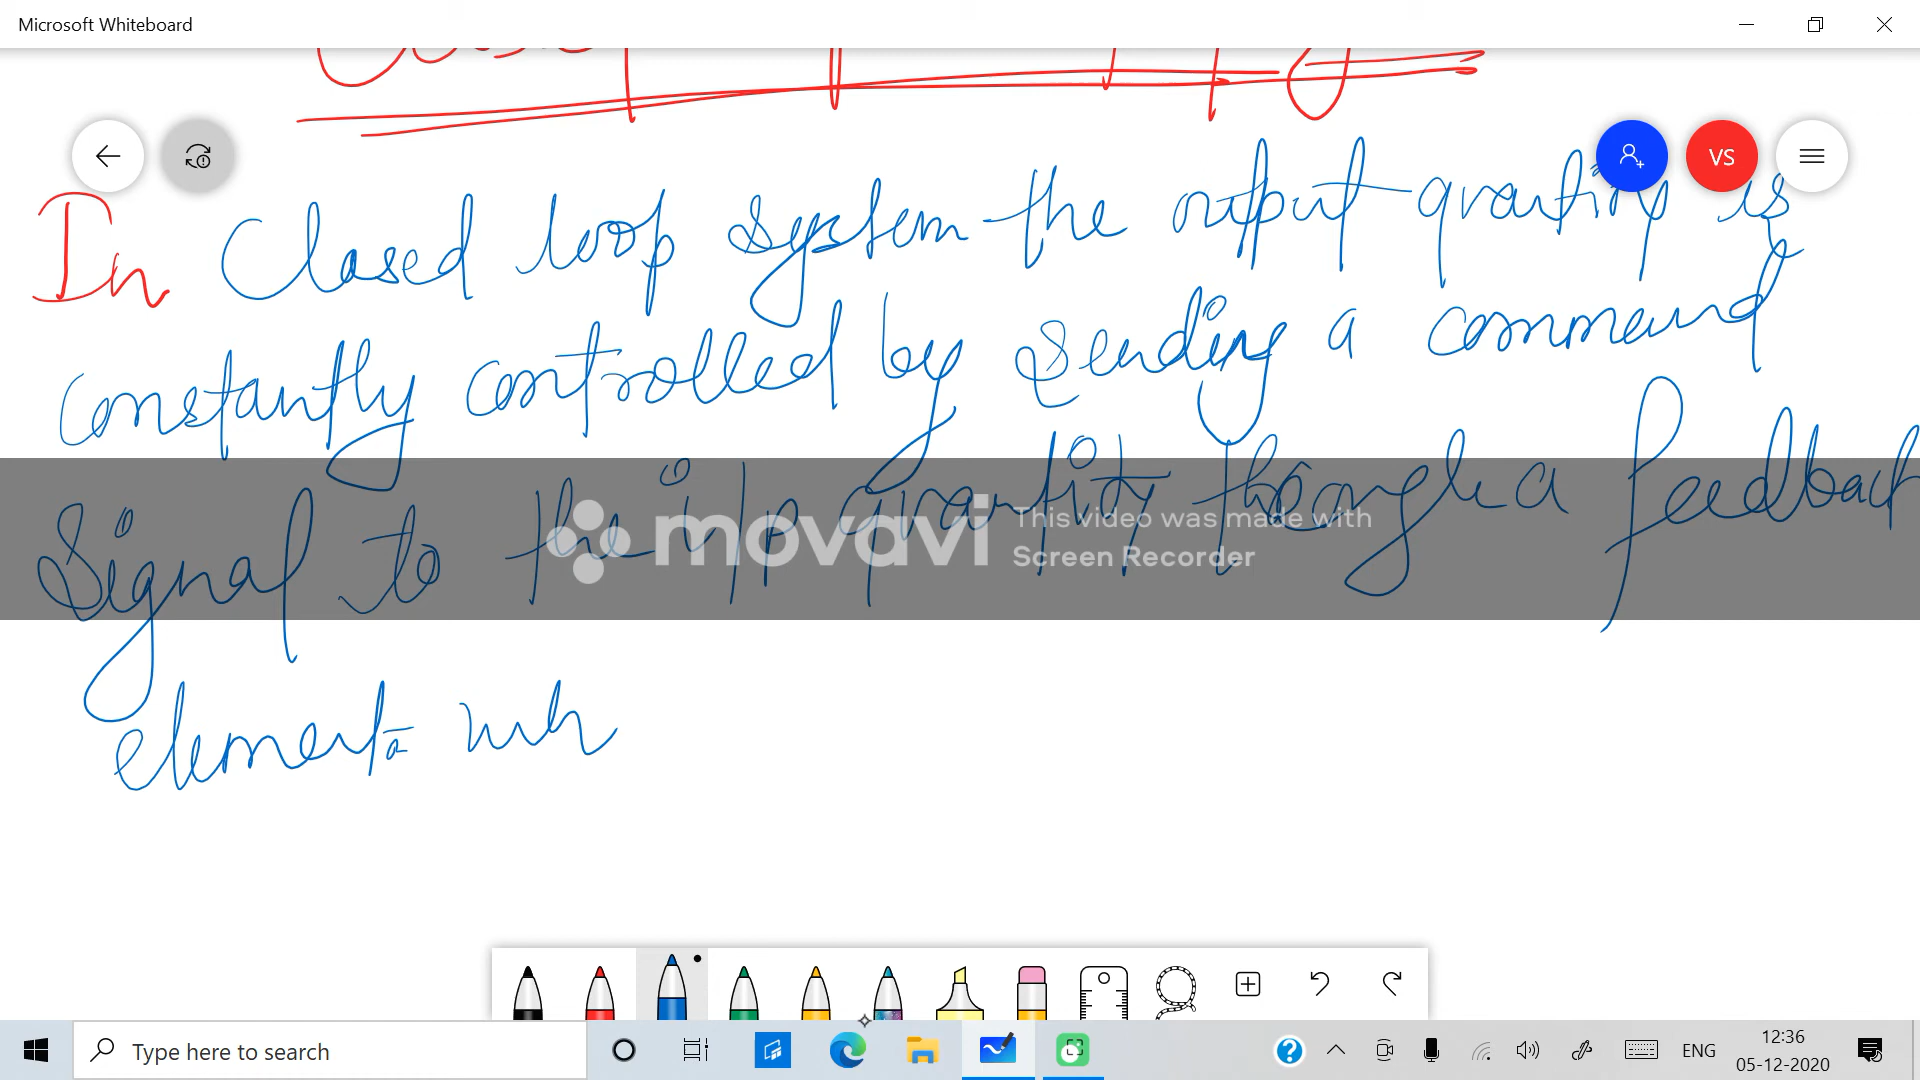 Microsoft Whiteboard
VS
In Closed loop system the output quantity is
constantly controlled by sending a command
Signal to the i/p quantity through a feedback
element wh
movavi
This video was made with
Screen Recorder
Type here to search
ENG
12:36
05-12-2020